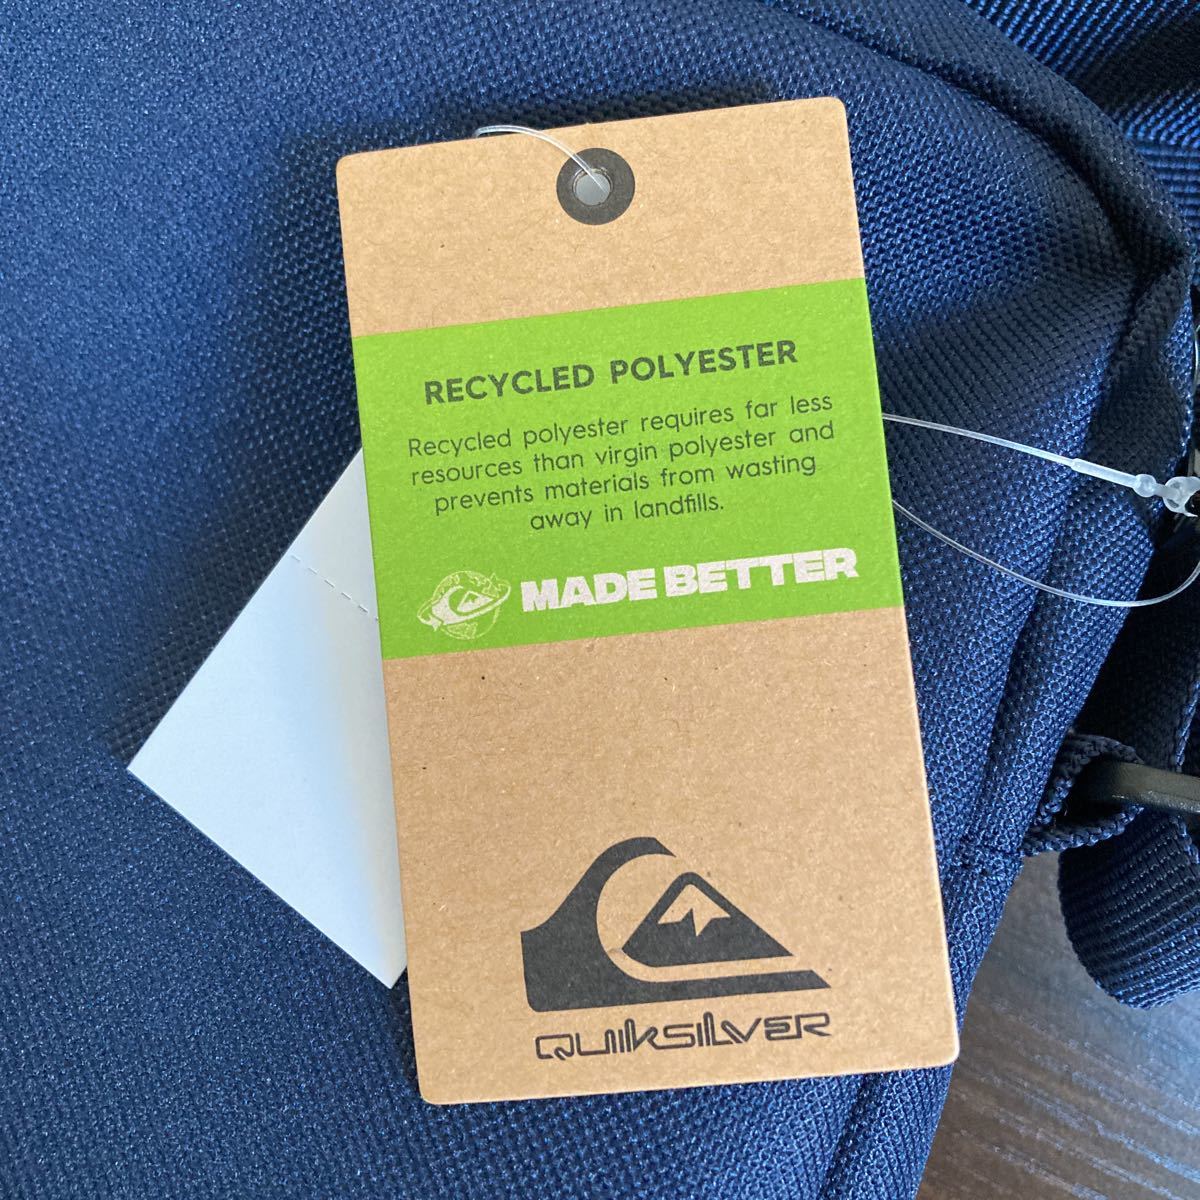 RECYCLED POLYESTER
Recycled polyester requires far less
resources than virgin polyester and
prevents materials from wasting
away in landfills.
MADE BETTER
QUIKSILVER